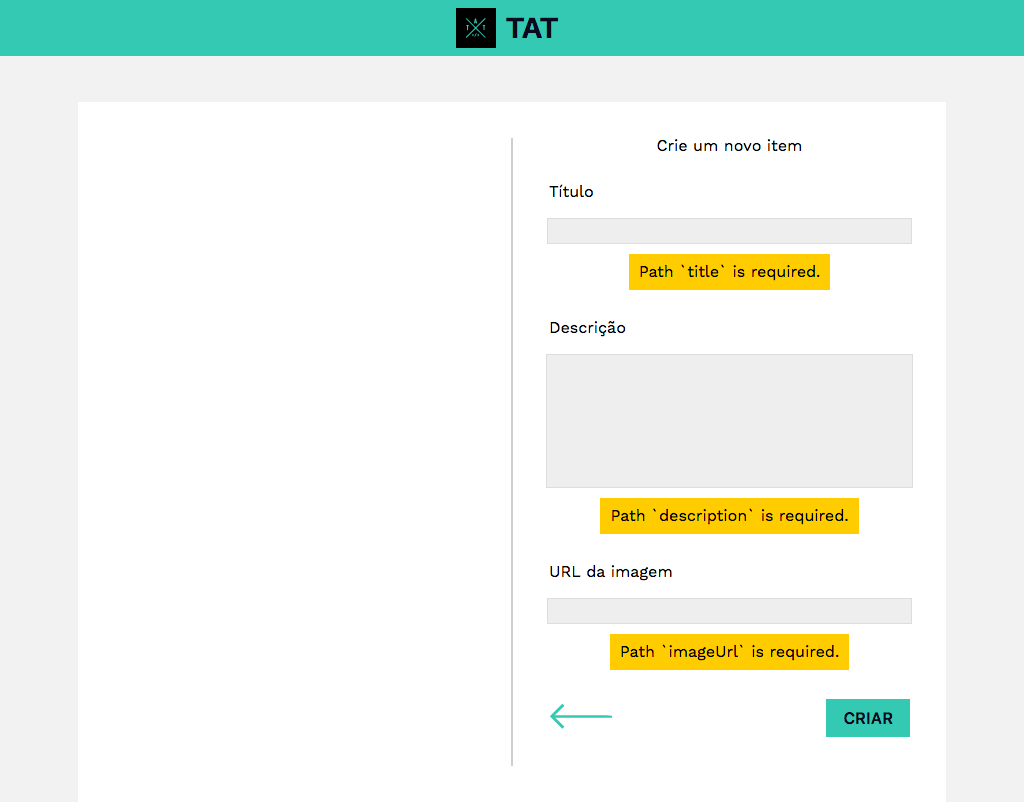 TAT
Crie um novo item
Título
Path `title` is required.
Descrição
Path `description` is required.
URL da imagem
Path `imageUrl` is required.
CRIAR